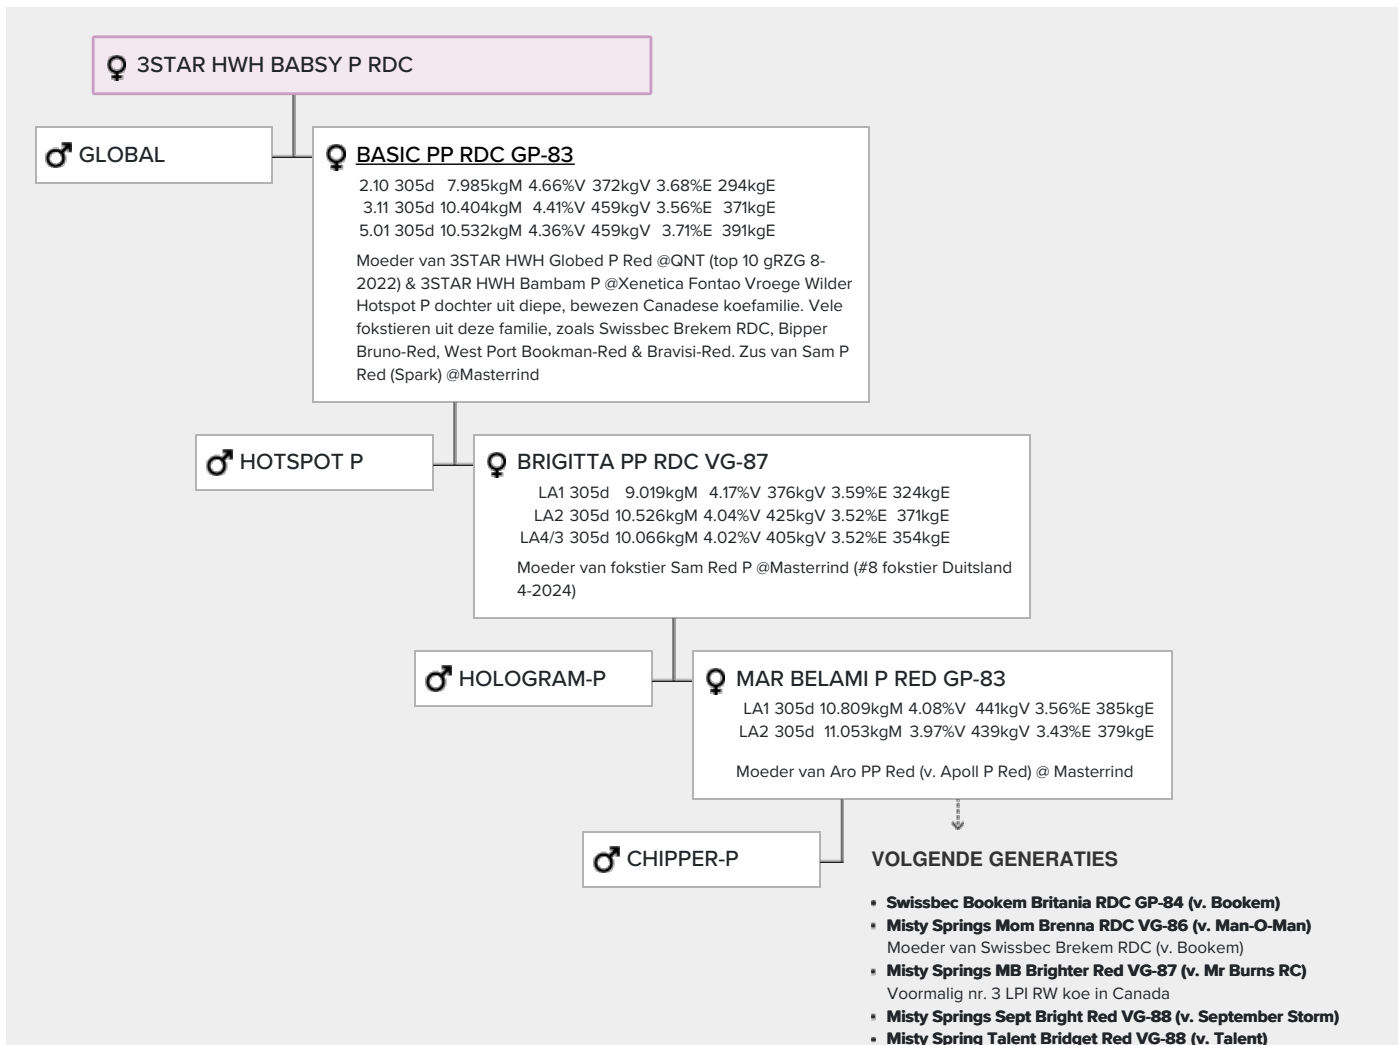 3STAR HWH BABSY P RDC
GLOBAL
BASIC PP RDC GP-83
2.10 305d 7.985kgM 4.66%V 372kgV 3.68%E 294kgE
3.11 305d 10.404kgM 4.41%V 459kgV 3.56%E 371kgE
5.01 305d 10.532kgM 4.36%V 459kgV 3.71%E 391kgE
Moeder van 3STAR HWH Globed P Red @QNT (top 10 gRZG 8-
2022) & 3STAR HWH Bambam P @Xenetica Fontao Vroege Wilder
Hotspot P dochter uit diepe, bewezen Canadese koefamilie. Vele
fokstieren uit deze familie, zoals Swissbec Brekem RDC, Bipper
Bruno-Red, West Port Bookman-Red & Bravisi-Red. Zus van Sam P
Red (Spark) @Masterrind
HOTSPOT P
BRIGITTA PP RDC VG-87
LA1 305d 9.019kgM 4.17%V 376kgV 3.59%E 324kgE
LA2 305d 10.526kgM 4.04%V 425kgV 3.52%E 371kgE
LA4/3 305d 10.066kgM 4.02%V 405kgV 3.52%E 354kgE
Moeder van fokstier Sam Red P @Masterrind (#8 fokstier Duitsland
4-2024)
HOLOGRAM-P
MAR BELAMI P RED GP-83
LA1 305d 10.809kgM 4.08%V 441kgV 3.56%E 385kgE
LA2 305d 11.053kgM 3.97%V 439kgV 3.43%E 379kgE
Moeder van Aro PP Red (v. Apoll P Red) @ Masterrind
CHIPPER-P
VOLGENDE GENERATIES
Swissbec Bookem Britania RDC GP-84 (v. Bookem)
Misty Springs Mom Brenna RDC VG-86 (v. Man-O-Man)
Moeder van Swissbec Brekem RDC (v. Bookem)
Misty Springs MB Brighter Red VG-87 (v. Mr Burns RC)
Voormalig nr. 3 LPI RW koe in Canada
Misty Springs Sept Bright Red VG-88 (v. September Storm)
Misty Spring Talent Bridget Red VG-88 (v. Talent)